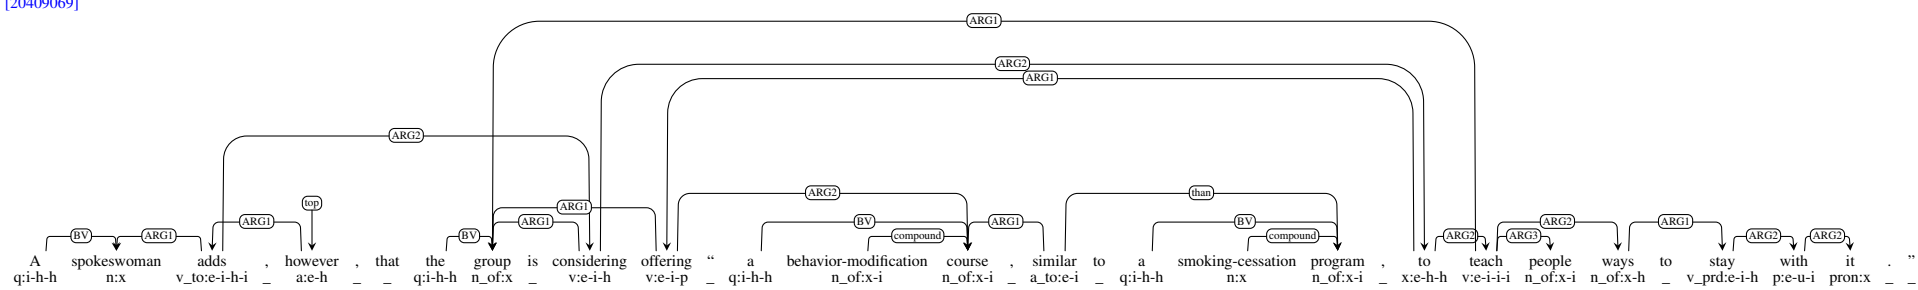 [20409069]
ARG1
ARG2
ARG1
ARG2
ARG2 than
top ARG1
ARG1 ARG1 BV ARG1 BV ARG2 ARG1
BV ARG1 BV compound compound ARG2 ARG3 ARG2 ARG2
A spokeswoman adds , however , that the group is considering offering “ a behavior-modification course , similar to a smoking-cessation program , to teach people ways to stay with it . ”
q:i-h-h n:x v_to:e-i-h-i _ a:e-h _ _ q:i-h-h n_of:x _ v:e-i-h v:e-i-p _ q:i-h-h n_of:x-i n_of:x-i _ a_to:e-i _ q:i-h-h n:x n_of:x-i _ x:e-h-h v:e-i-i-i n_of:x-i n_of:x-h _ v_prd:e-i-h p:e-u-i pron:x _ _